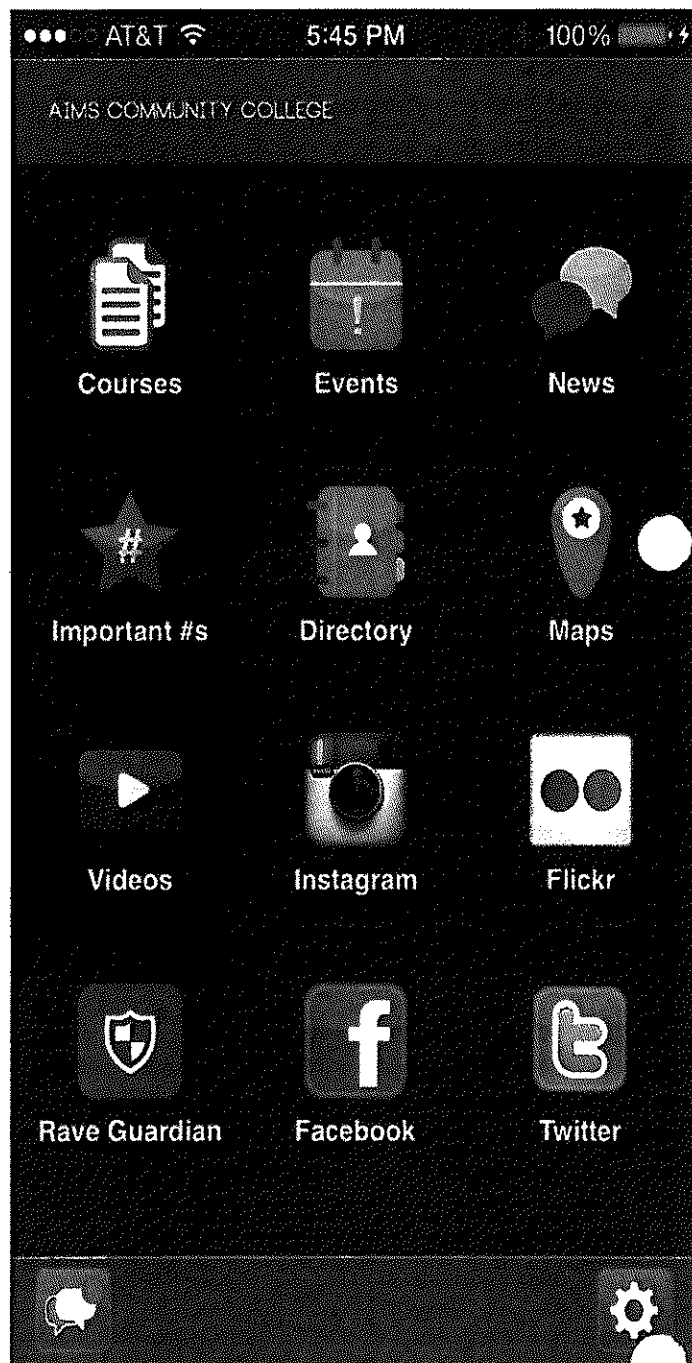 AT&T 5:45 PM 100%
AIMS COMMUNITY COLLEGE
!
Courses Events News
#
Important #s Directory Maps
Videos Instagram Flickr
f t
Rave Guardian Facebook Twitter